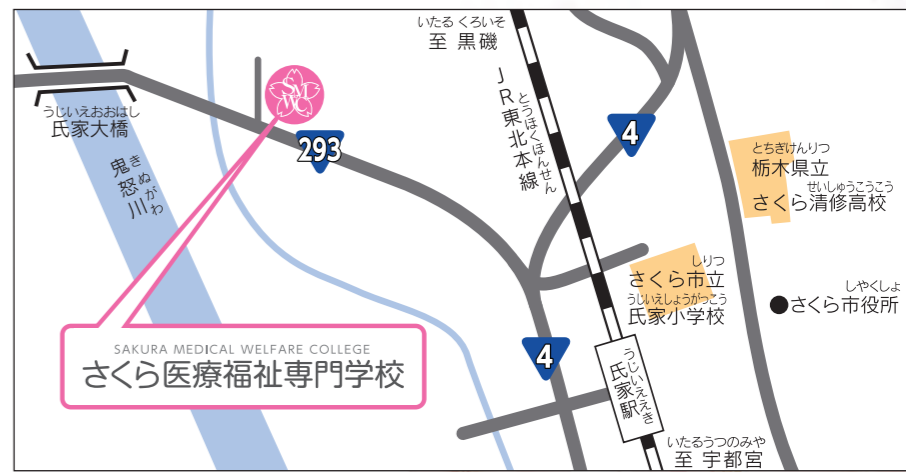 いたる くろいそ
至 黒磯
JR東北本線
とうほくほんせん
4
とちぎけんりつ
栃木県立
せいしゅうこうこう
さくら清修高校
うじいえおおはし
氏家大橋
SMWC
293
きぬがわ
鬼怒川
しりつ
さくら市立
うじいえしょうがっこう
氏家小学校
しやくしょ
さくら市役所
SAKURA MEDICAL WELFARE COLLEGE
さくら医療福祉専門学校
4
うじいええき
氏家駅
いたるうつのみや
至 宇都宮